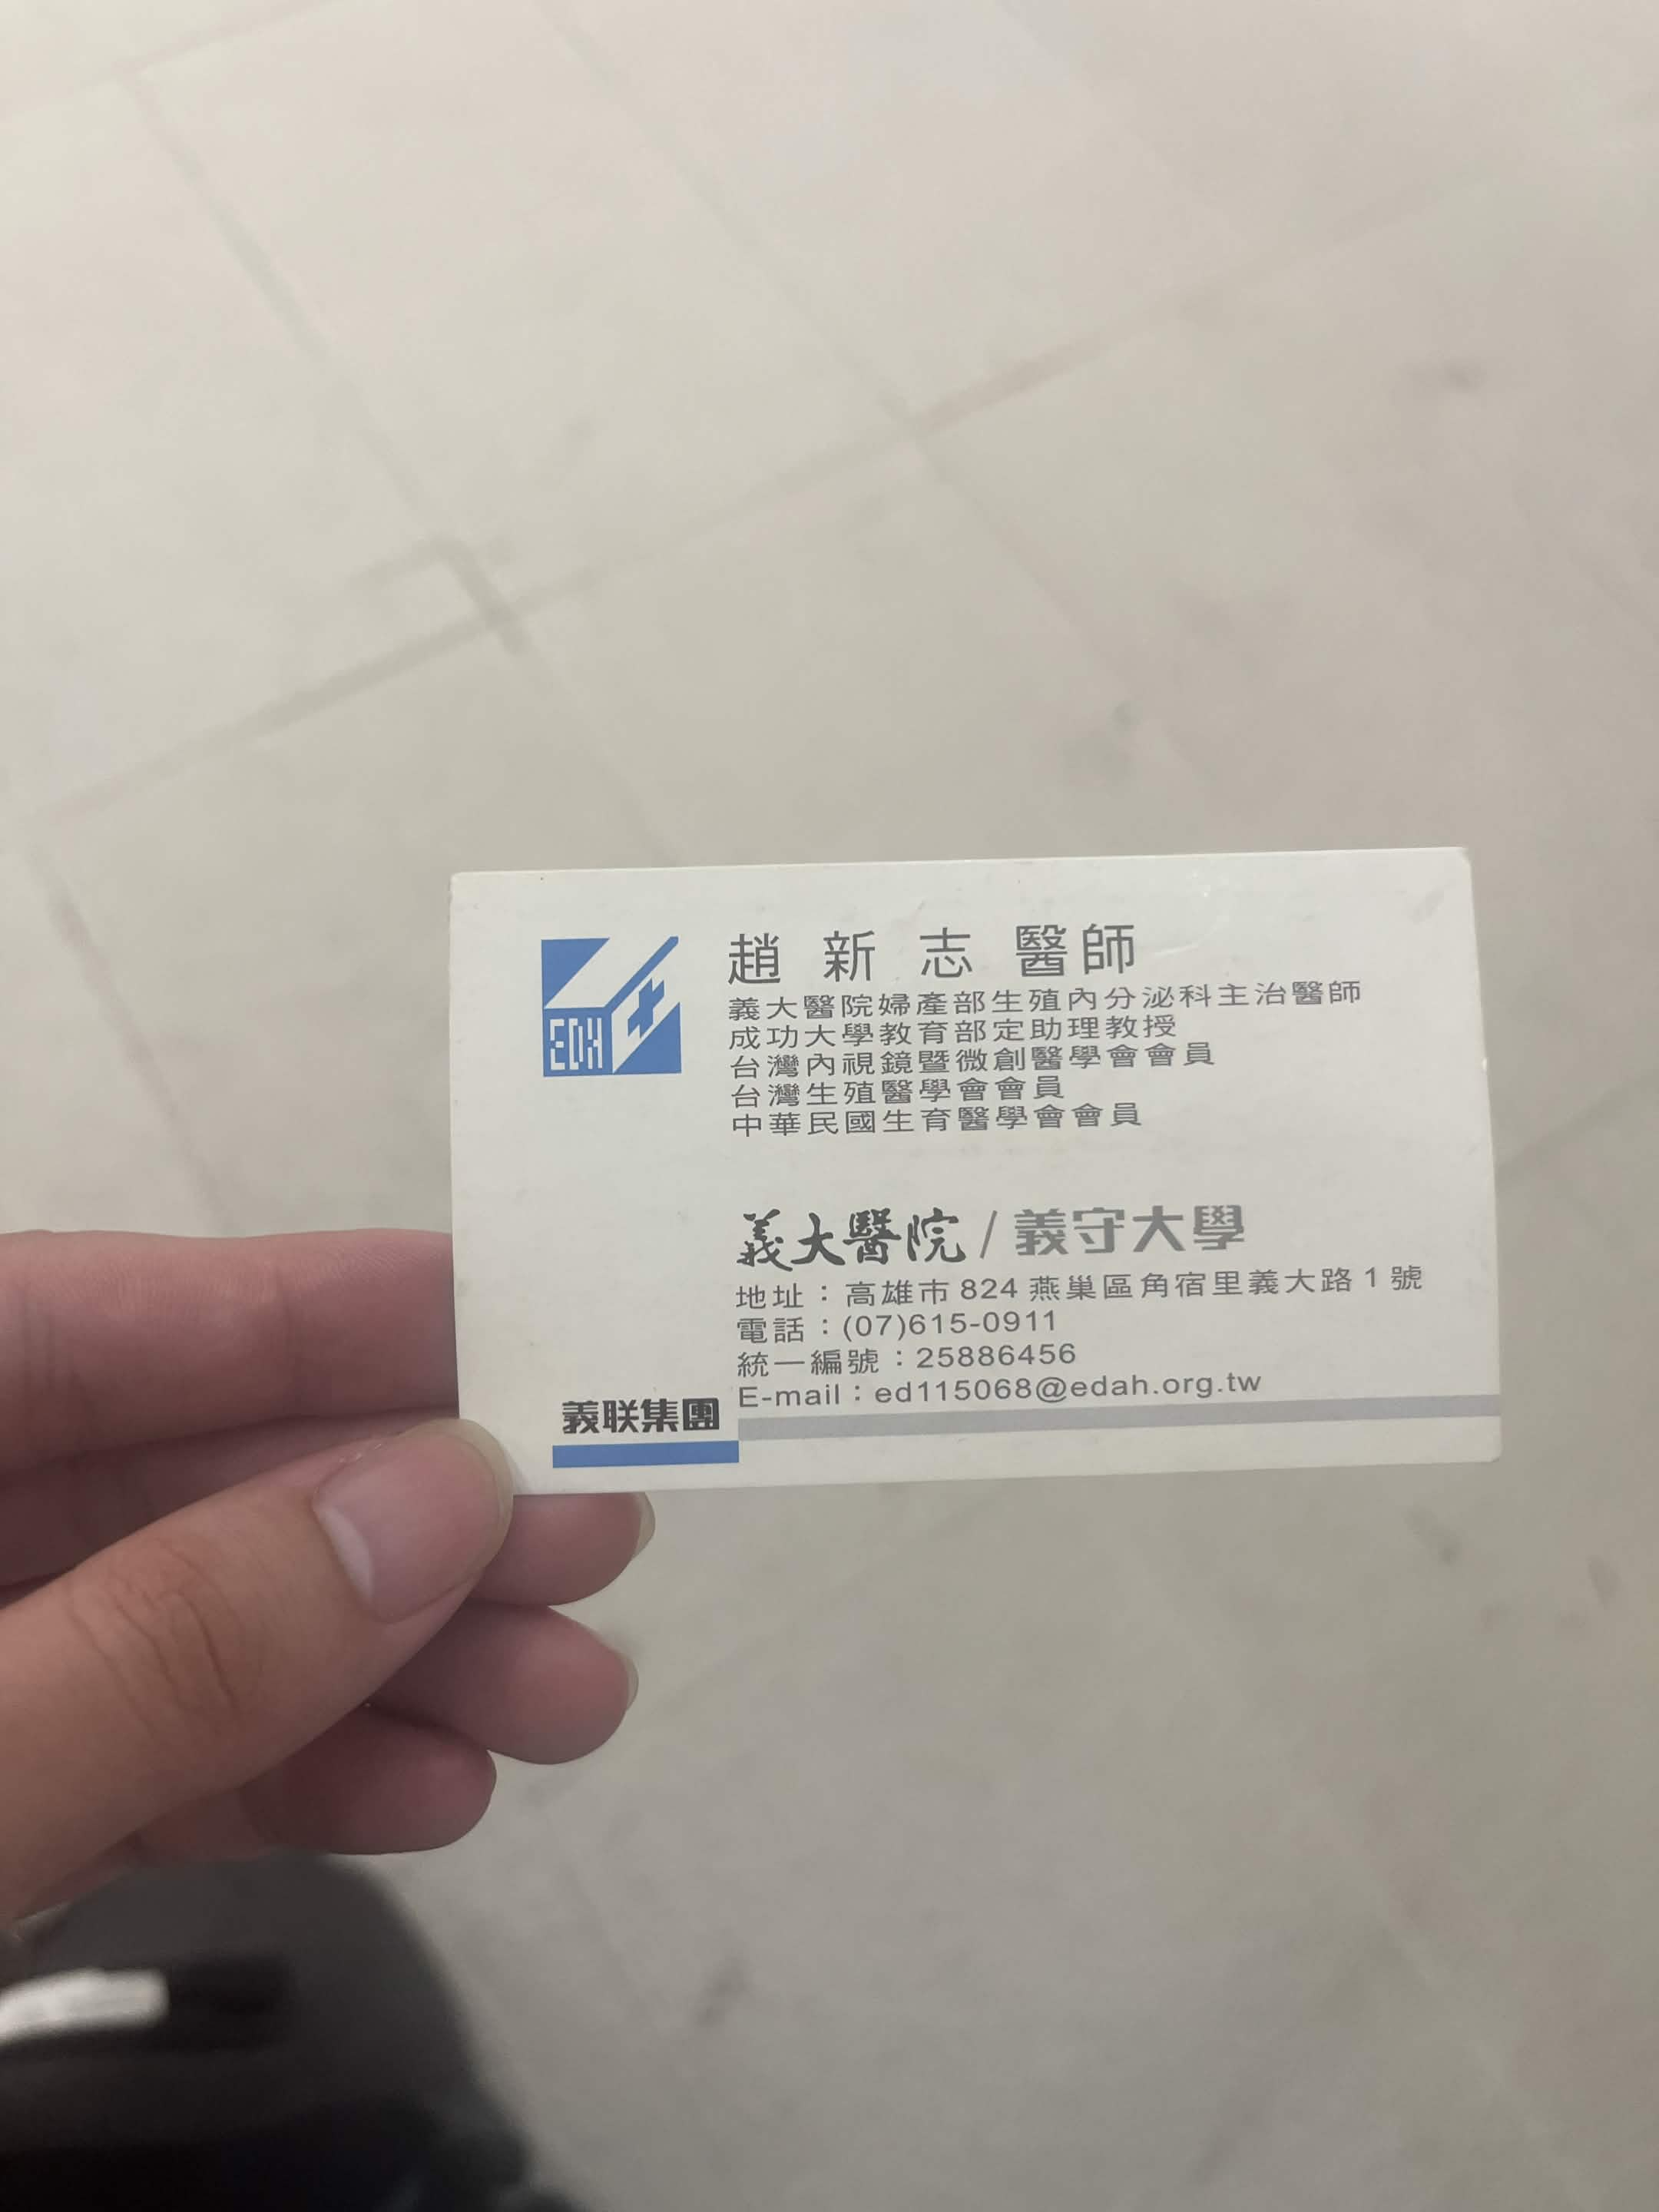 趙新志 醫師
義大醫院婦產部生殖內分泌科主治醫師
成功大學教育部定助理教授
台灣內視鏡暨微創醫學會會員
台灣生殖醫學會會員
中華民國生育醫學會會員
EDH
義大醫院/義守大學
地址：高雄市 824 燕巢區角宿里義大路 1 號
電話：(07)615-0911
統一編號：25886456
E-mail：ed115068@edah.org.tw
義联集團